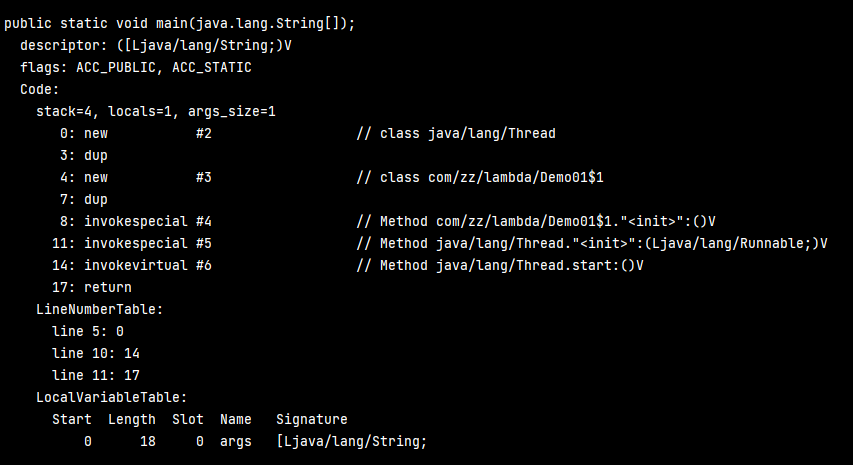 public static void main(java.lang.String[]);
  descriptor: ([Ljava/lang/String;)V
  flags: ACC_PUBLIC, ACC_STATIC
  Code:
    stack=4, locals=1, args_size=1
       0: new           #2                  // class java/lang/Thread
       3: dup
       4: new           #3                  // class com/zz/lambda/Demo01$1
       7: dup
       8: invokespecial #4                  // Method com/zz/lambda/Demo01$1."<init>":()V
      11: invokespecial #5                  // Method java/lang/Thread."<init>":(Ljava/lang/Runnable;)V
      14: invokevirtual #6                  // Method java/lang/Thread.start:()V
      17: return
    LineNumberTable:
      line 5: 0
      line 10: 14
      line 11: 17
    LocalVariableTable:
      Start  Length  Slot  Name   Signature
          0      18     0  args   [Ljava/lang/String;